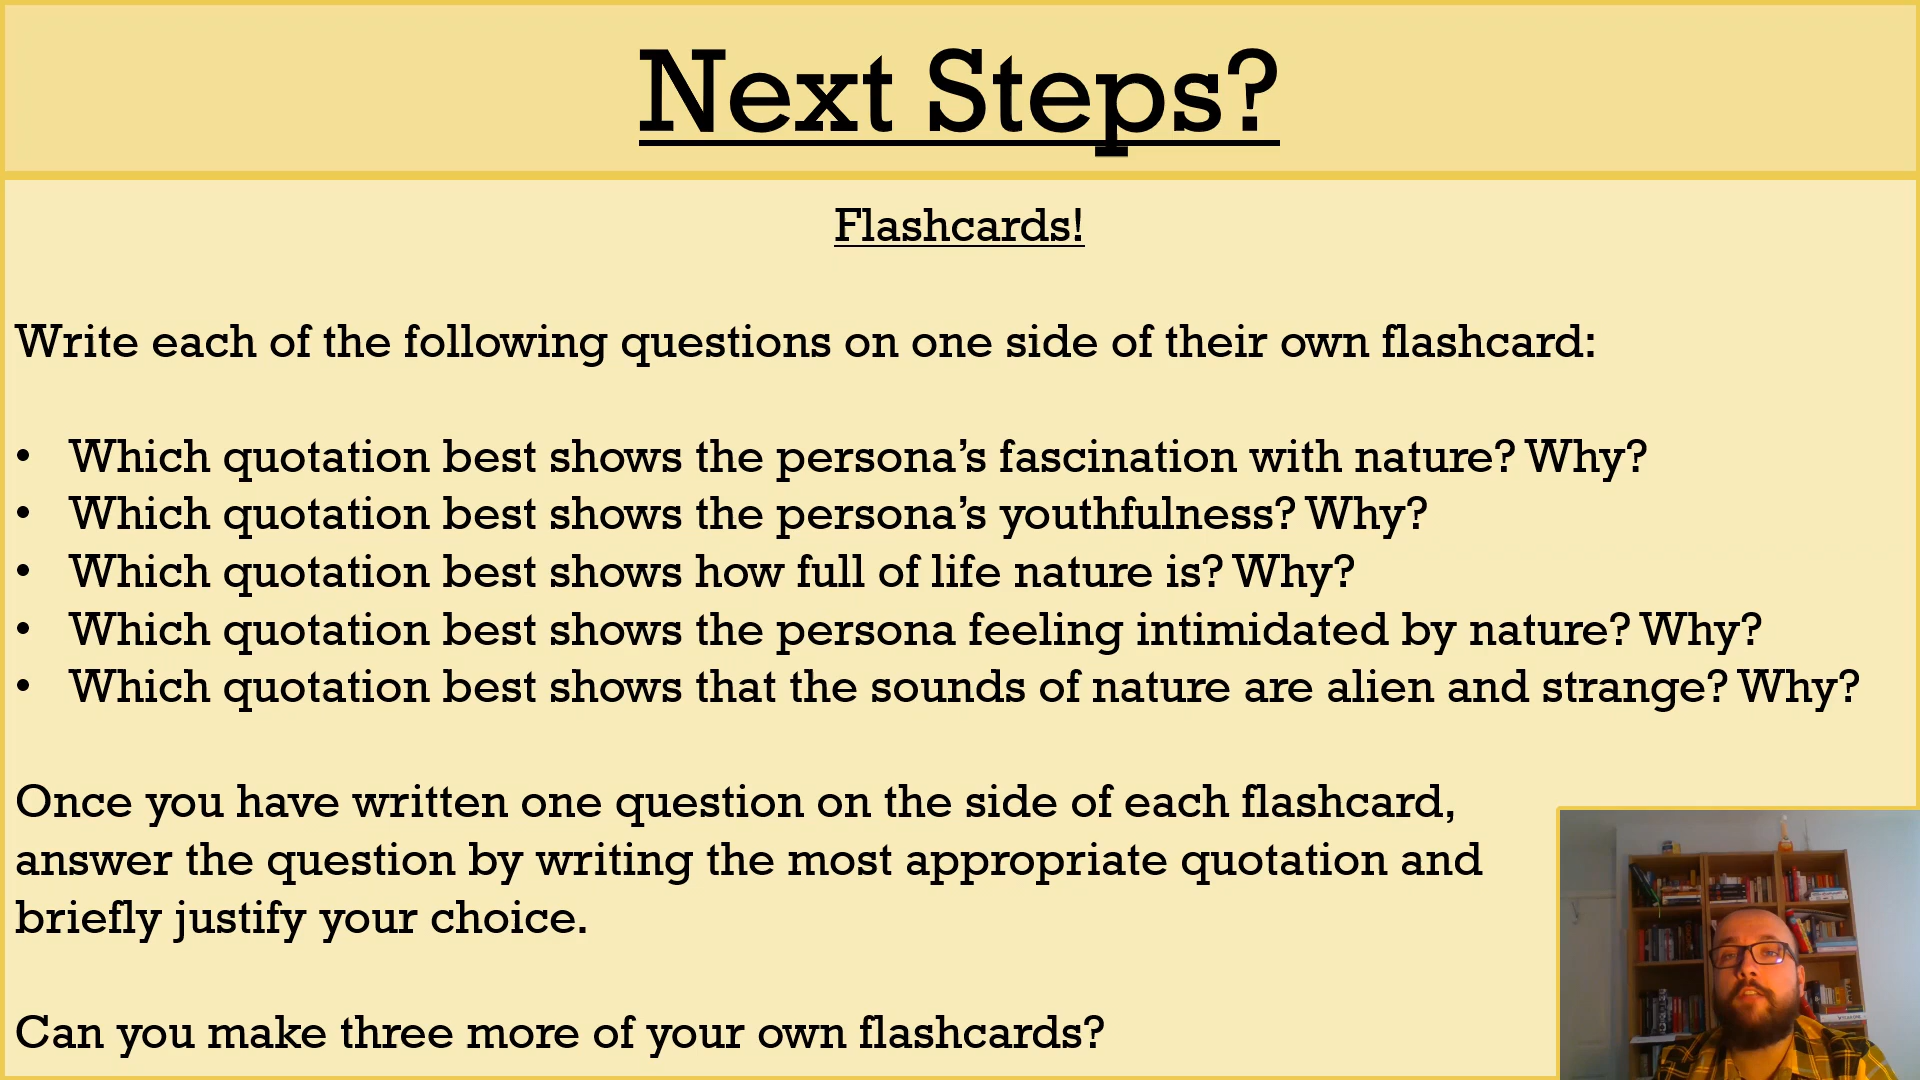 Next Steps?
Flashcards!
Write each of the following questions on one side of their own flashcard:
• Which quotation best shows the persona’s fascination with nature? Why?
• Which quotation best shows the persona’s youthfulness? Why?
• Which quotation best shows how full of life nature is? Why?
• Which quotation best shows the persona feeling intimidated by nature? Why?
• Which quotation best shows that the sounds of nature are alien and strange? Why?
Once you have written one question on the side of each flashcard,
answer the question by writing the most appropriate quotation and
briefly justify your choice.
Can you make three more of your own flashcards?